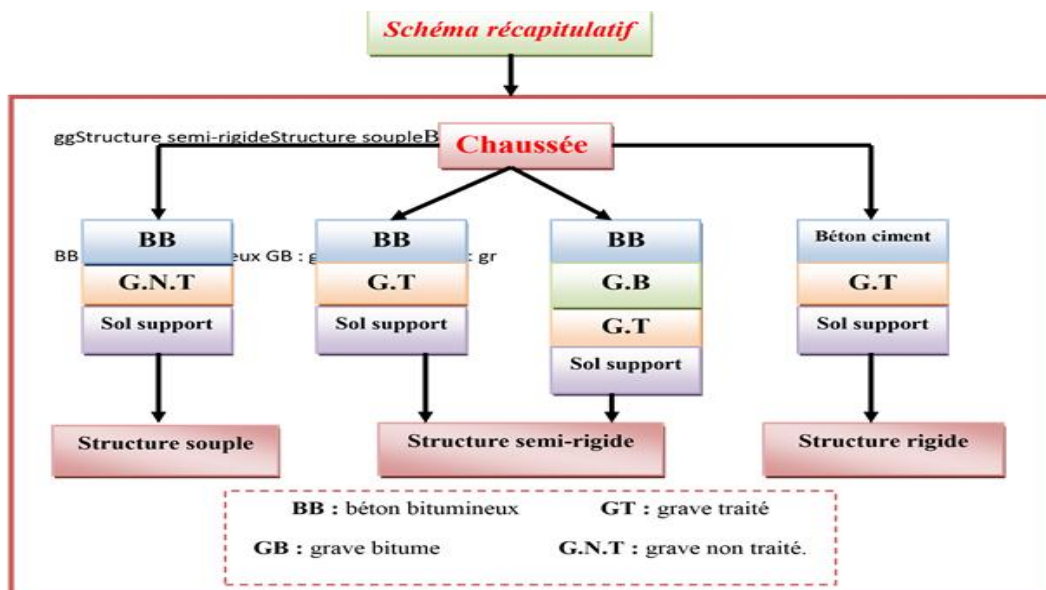 Schéma récapitulatif
ggStructure semi-rigideStructure soupleB
Chaussée
BB
BB
BB
Béton ciment
BB eux GB : g : gr
G.N.T
G.T
G.B
G.T
Sol support
Sol support
G.T
Sol support
Sol support
Structure souple
Structure semi-rigide
Structure rigide
BB : béton bitumineux GT : grave traité
GB : grave bitume G.N.T : grave non traité.